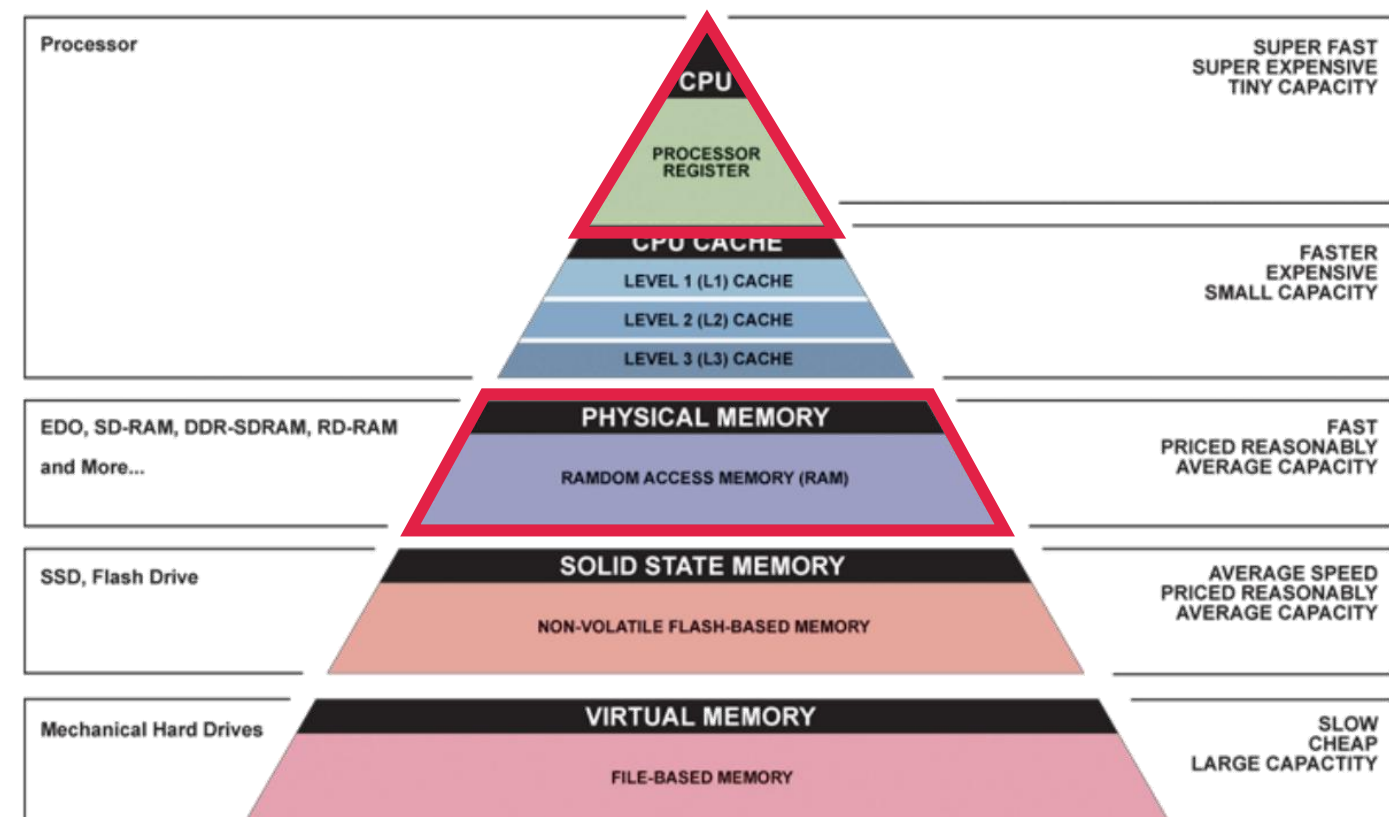 Processor
CPU
PROCESSOR
REGISTER
SUPER FAST
SUPER EXPENSIVE
TINY CAPACITY
CPU CACHE
LEVEL 1 (L1) CACHE
LEVEL 2 (L2) CACHE
LEVEL 3 (L3) CACHE
FASTER
EXPENSIVE
SMALL CAPACITY
EDO, SD-RAM, DDR-SDRAM, RD-RAM
and More...
PHYSICAL MEMORY
RAMDOM ACCESS MEMORY (RAM)
FAST
PRICED REASONABLY
AVERAGE CAPACITY
SSD, Flash Drive
SOLID STATE MEMORY
NON-VOLATILE FLASH-BASED MEMORY
AVERAGE SPEED
PRICED REASONABLY
AVERAGE CAPACITY
Mechanical Hard Drives
VIRTUAL MEMORY
FILE-BASED MEMORY
SLOW
CHEAP
LARGE CAPACTITY